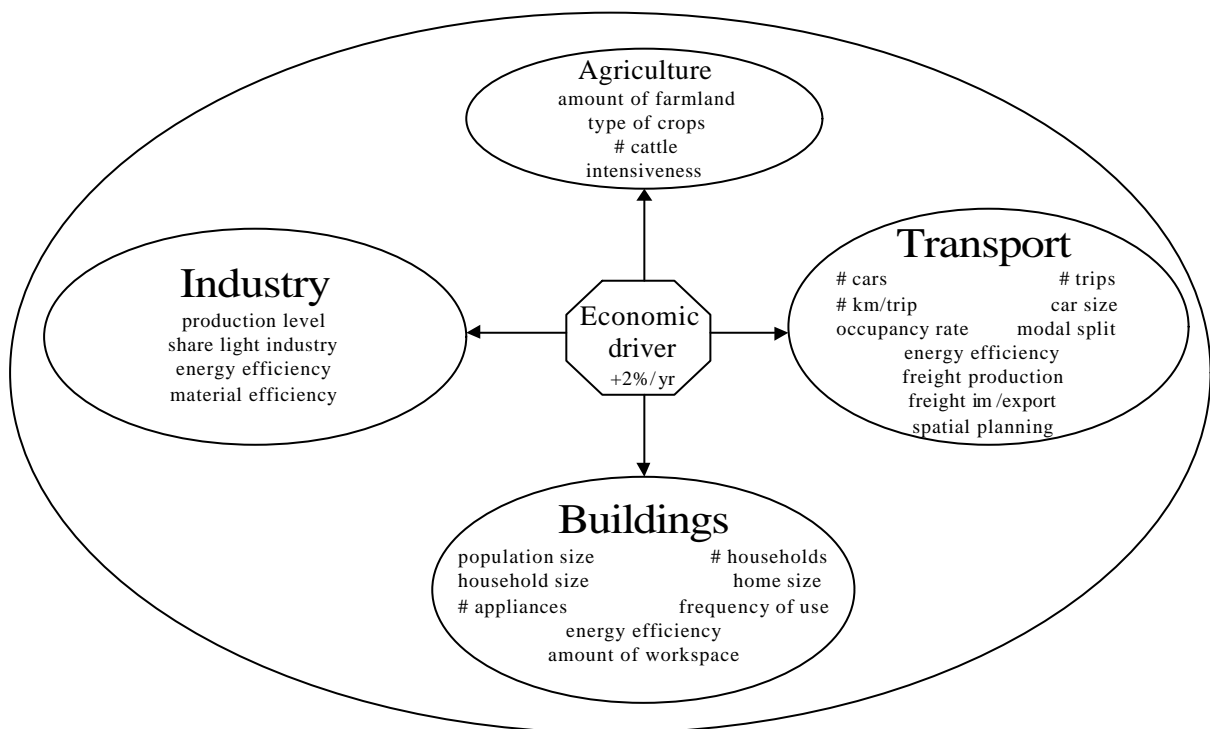 Agriculture
amount of farmland
type of crops
# cattle
intensiveness
Industry
production level
share light industry
energy efficiency
material efficiency
Economic
driver
+2%/yr
Transport
# cars # trips
# km/trip car size
occupancy rate modal split
energy efficiency
freight production
freight im/export
spatial planning
Buildings
population size # households
household size home size
# appliances frequency of use
energy efficiency
amount of workspace